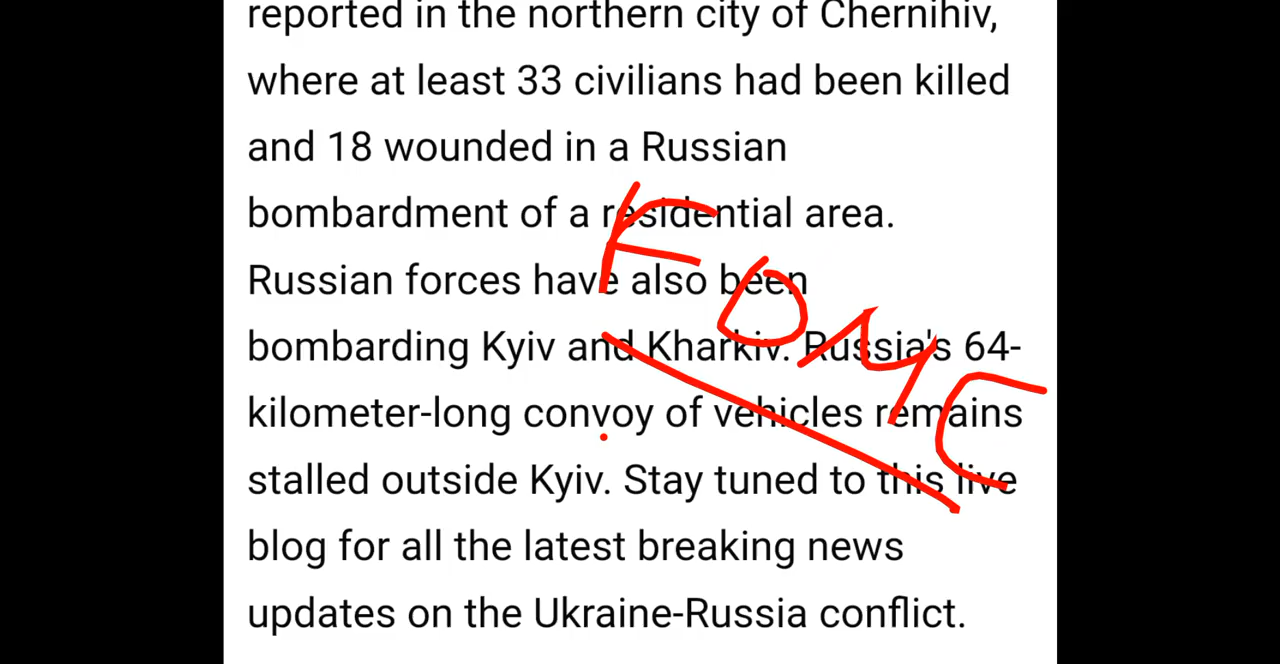 reported in the northern city of Chernihiv,
where at least 33 civilians had been killed
and 18 wounded in a Russian
bombardment of a residential area.
Russian forces have also been
bombarding Kyiv and Kharkiv. Russia's 64-
kilometer-long convoy of vehicles remains
stalled outside Kyiv. Stay tuned to this live
blog for all the latest breaking news
updates on the Ukraine-Russia conflict.
FOMC